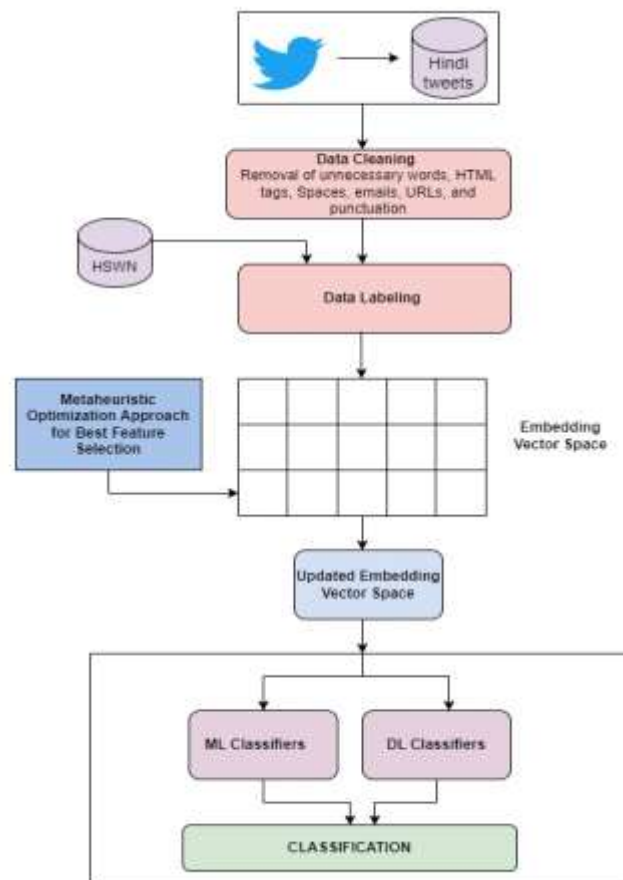 Hindi
tweets
Data Cleaning
Removal of unnecessary words, HTML
tags, Spaces, emails, URLs, and
punctuation
HSWN
Data Labeling
Metaheuristic
Optimization Approach
for Best Feature
Selection
Embedding
Vector Space
Updated Embedding
Vector Space
ML Classifiers
DL Classifiers
CLASSIFICATION